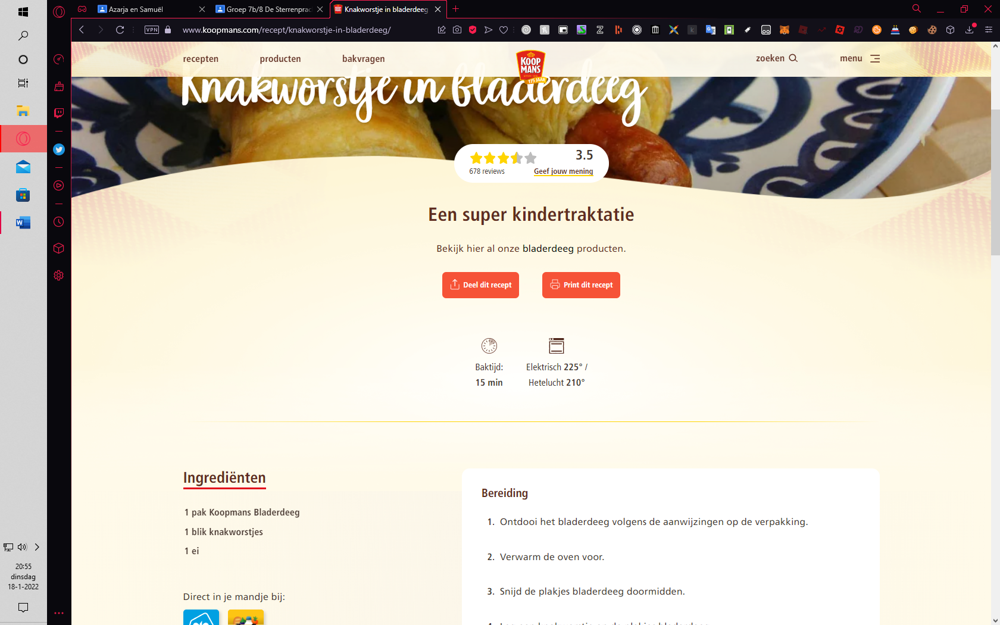 Azarja en Samuël
Groep 7b/8 De Sterrenprac
Knakworstje in bladerdeeg
VPN
www.koopmans.com/recept/knakworstje-in-bladerdeeg/
recepten
producten
bakvragen
KOOP
MANS
175 JAAR
zoeken
menu
Knakworstje in bladerdeeg
678 reviews
3.5
Geef jouw mening
Een super kindertraktatie
Bekijk hier al onze bladerdeeg producten.
Deel dit recept
Print dit recept
Baktijd:
15 min
Elektrisch 225° /
Hetelucht 210°
Ingrediënten
1 pak Koopmans Bladerdeeg
1 blik knakworstjes
1 ei
Direct in je mandje bij:
Bereiding
1. Ontdooi het bladerdeeg volgens de aanwijzingen op de verpakking.
2. Verwarm de oven voor.
3. Snijd de plakjes bladerdeeg doormidden.
20:55
dinsdag
18-1-2022